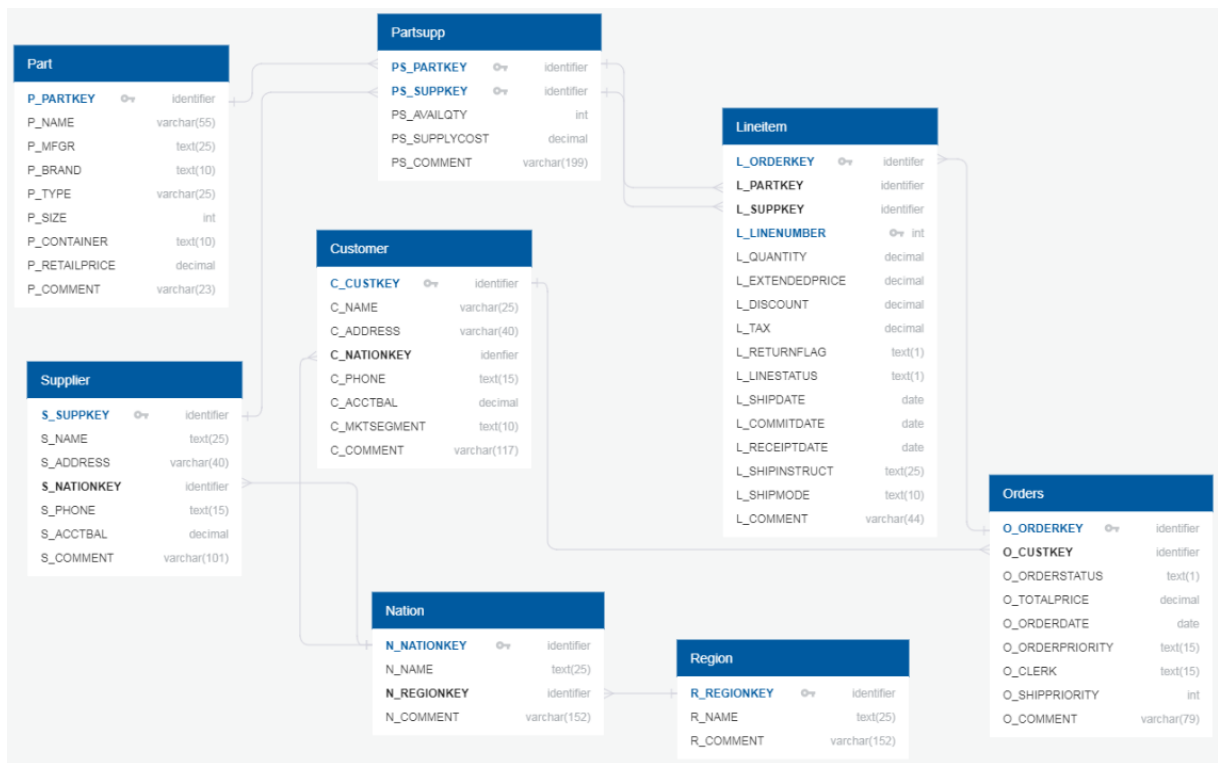 Part
P_PARTKEY identifier
P_NAME varchar(55)
P_MFGR text(25)
P_BRAND text(10)
P_TYPE varchar(25)
P_SIZE int
P_CONTAINER text(10)
P_RETAILPRICE decimal
P_COMMENT varchar(23)
Partsupp
PS_PARTKEY identifier
PS_SUPPKEY identifier
PS_AVAILQTY int
PS_SUPPLYCOST decimal
PS_COMMENT varchar(199)
Lineitem
L_ORDERKEY identifer
L_PARTKEY identifier
L_SUPPKEY identifier
L_LINENUMBER int
L_QUANTITY decimal
L_EXTENDEDPRICE decimal
L_DISCOUNT decimal
L_TAX decimal
L_RETURNFLAG text(1)
L_LINESTATUS text(1)
L_SHIPDATE date
L_COMMITDATE date
L_RECEIPTDATE date
L_SHIPINSTRUCT text(25)
L_SHIPMODE text(10)
L_COMMENT varchar(44)
Customer
C_CUSTKEY identifier
C_NAME varchar(25)
C_ADDRESS varchar(40)
C_NATIONKEY idenfier
C_PHONE text(15)
C_ACCTBAL decimal
C_MKTSEGMENT text(10)
C_COMMENT varchar(117)
Supplier
S_SUPPKEY identifier
S_NAME text(25)
S_ADDRESS varchar(40)
S_NATIONKEY identifier
S_PHONE text(15)
S_ACCTBAL decimal
S_COMMENT varchar(101)
Orders
O_ORDERKEY identifier
O_CUSTKEY identifier
O_ORDERSTATUS text(1)
O_TOTALPRICE decimal
O_ORDERDATE date
O_ORDERPRIORITY text(15)
O_CLERK text(15)
O_SHIPPRIORITY int
O_COMMENT varchar(79)
Nation
N_NATIONKEY identifier
N_NAME text(25)
N_REGIONKEY identifier
N_COMMENT varchar(152)
Region
R_REGIONKEY identifier
R_NAME text(25)
R_COMMENT varchar(152)